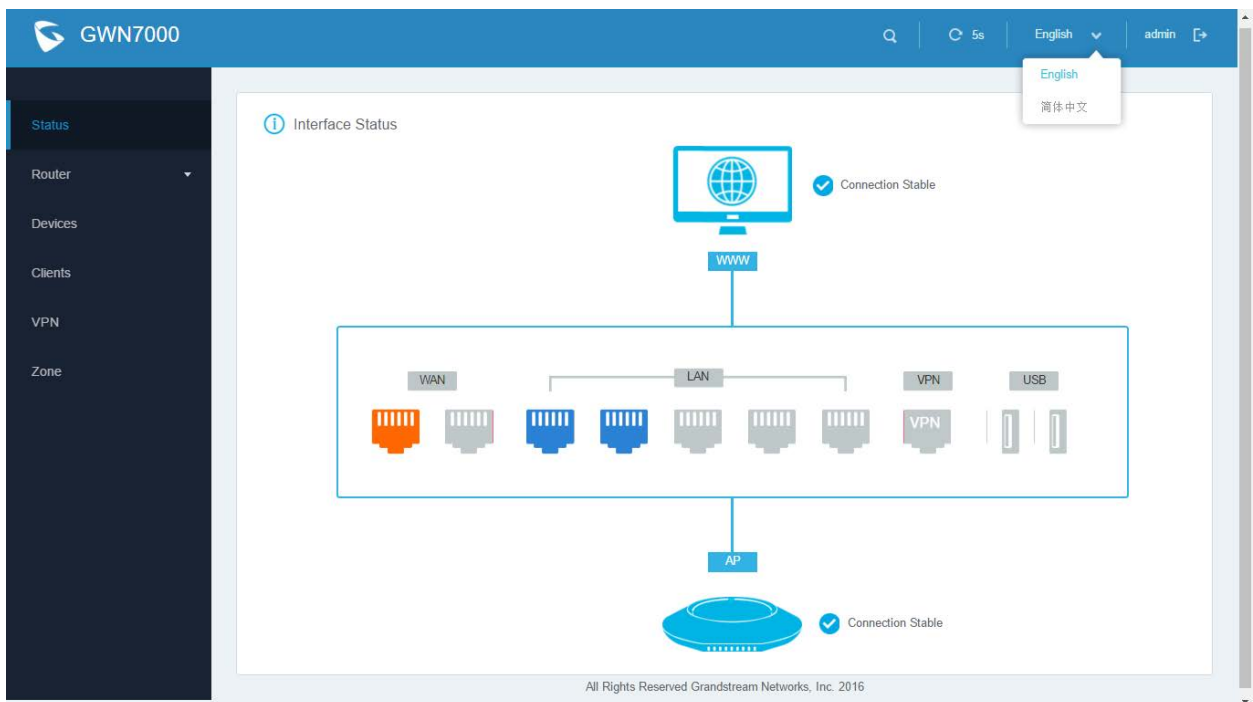 GWN7000
5s
English
admin
English
简体中文
Status
Router
Devices
Clients
VPN
Zone
Interface Status
Connection Stable
WWW
WAN
LAN
VPN
USB
VPN
AP
Connection Stable
All Rights Reserved Grandstream Networks, Inc. 2016